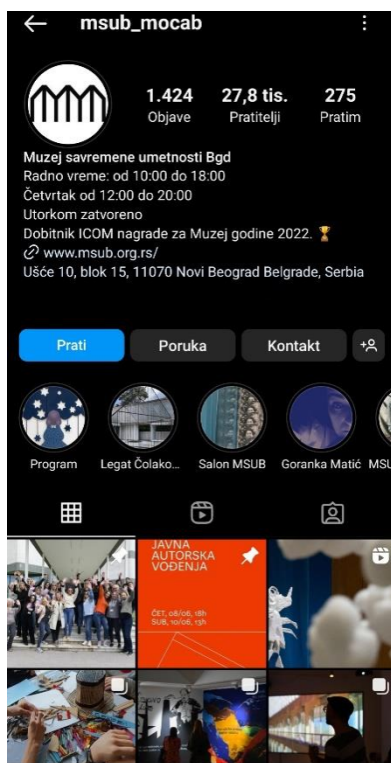 msub_mocab
1.424 27,8 tis. 275
Objave Pratitelji Pratim
Muzej savremene umetnosti Bgd
Radno vreme: od 10:00 do 18:00
Četvrtak od 12:00 do 20:00
Utorkom zatvoreno
Dobitnik ICOM nagrade za Muzej godine 2022. 🏆
www.msub.org.rs/
Ušće 10, blok 15, 11070 Novi Beograd Belgrade, Serbia
Prati Poruka Kontakt
Program Legat Čolako... Salon MSUB Goranka Matić MSU
JAVNA
AUTORSKA
VOĐENJA
ČET, 08/06, 18h
SUB, 10/06, 13h